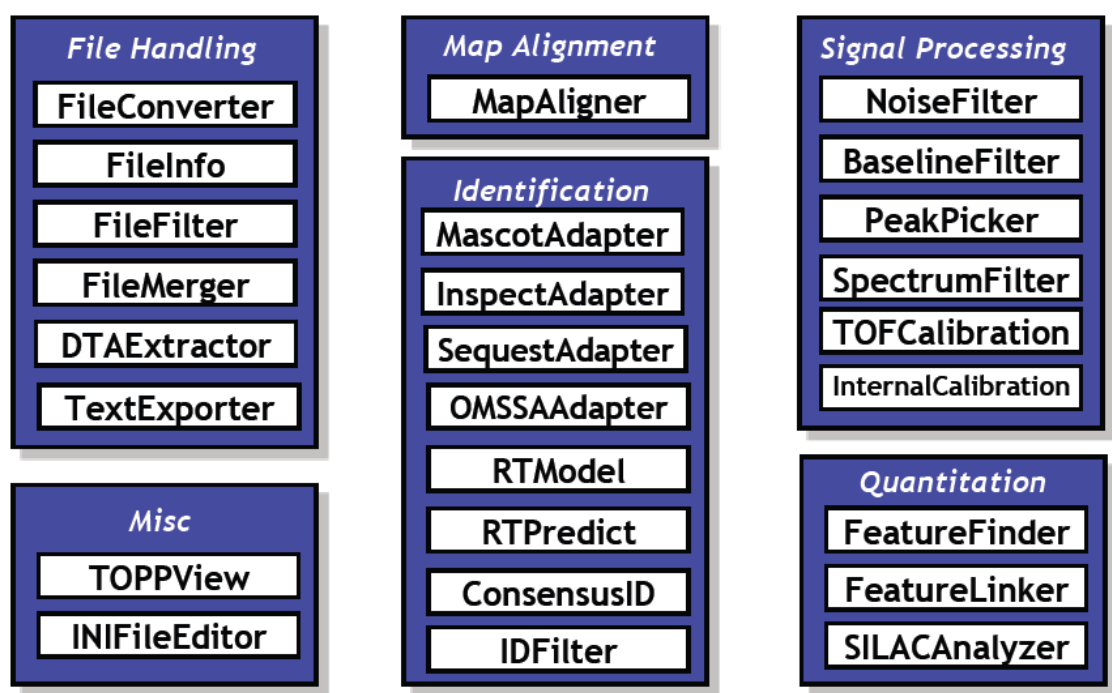 File Handling
FileConverter
FileInfo
FileFilter
FileMerger
DTAExtractor
TextExporter
Misc
TOPPView
INIFileEditor
Map Alignment
MapAligner
Identification
MascotAdapter
InspectAdapter
SequestAdapter
OMSSAAdapter
RTModel
RTPredict
ConsensusID
IDFilter
Signal Processing
NoiseFilter
BaselineFilter
PeakPicker
SpectrumFilter
TOFCalibration
InternalCalibration
Quantitation
FeatureFinder
FeatureLinker
SILACAnalyzer